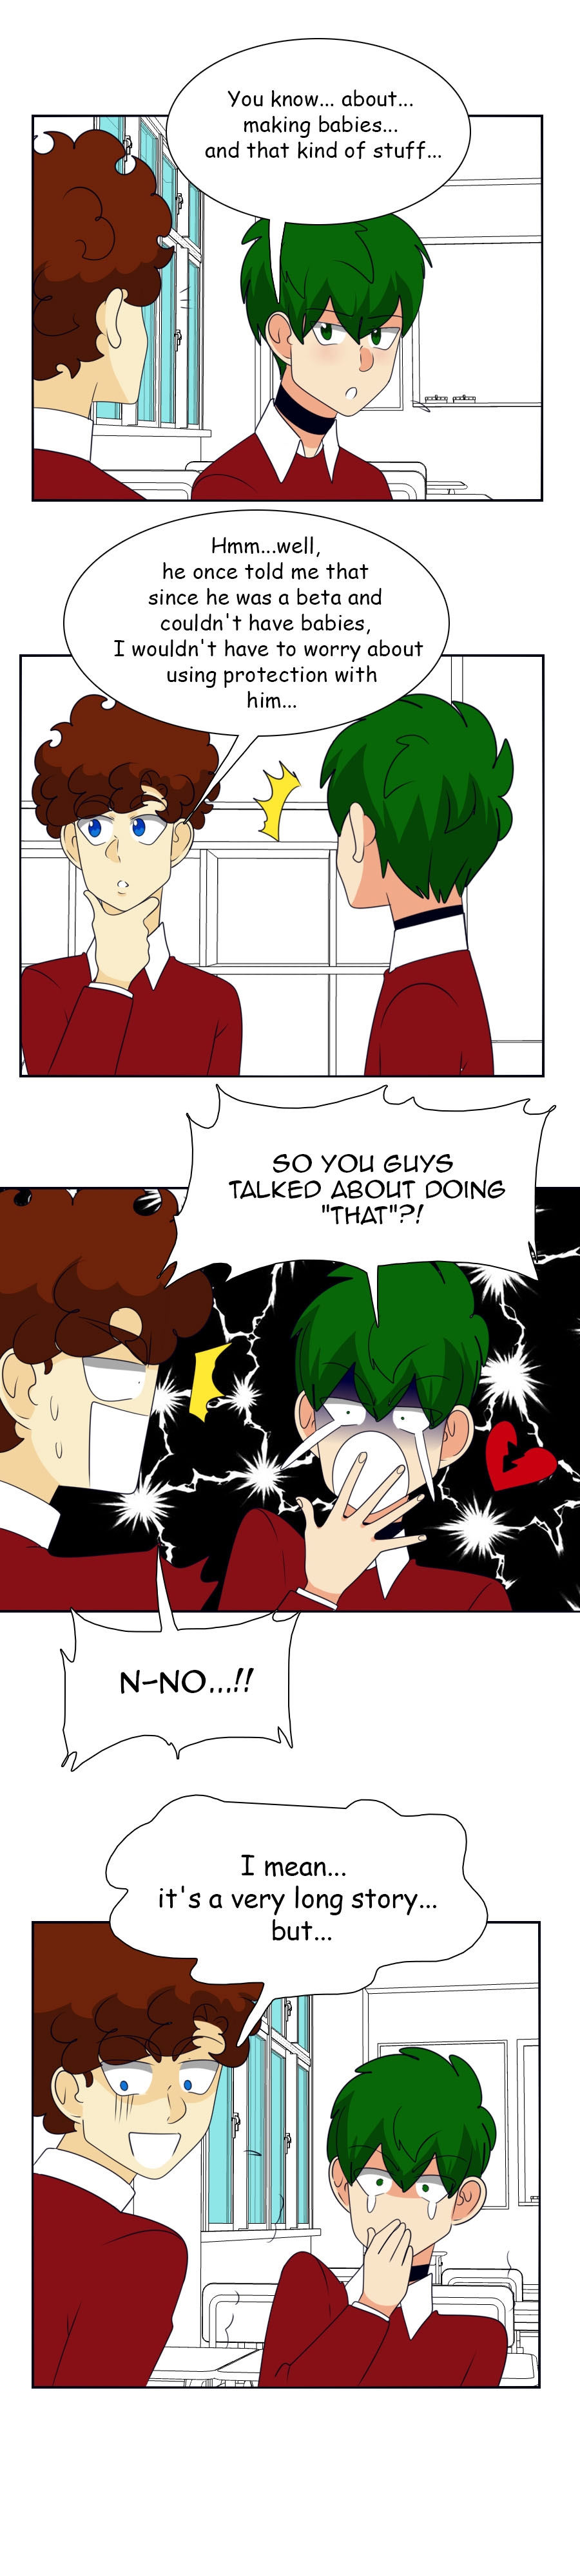 You know... about...
making babies...
and that kind of stuff...
Hmm...well,
he once told me that
since he was a beta and
couldn't have babies,
I wouldn't have to worry about
using protection with
him...
SO YOU GUYS
TALKED ABOUT DOING
"THAT"?!
N-NO...!!
I mean...
it's a very long story...
but...